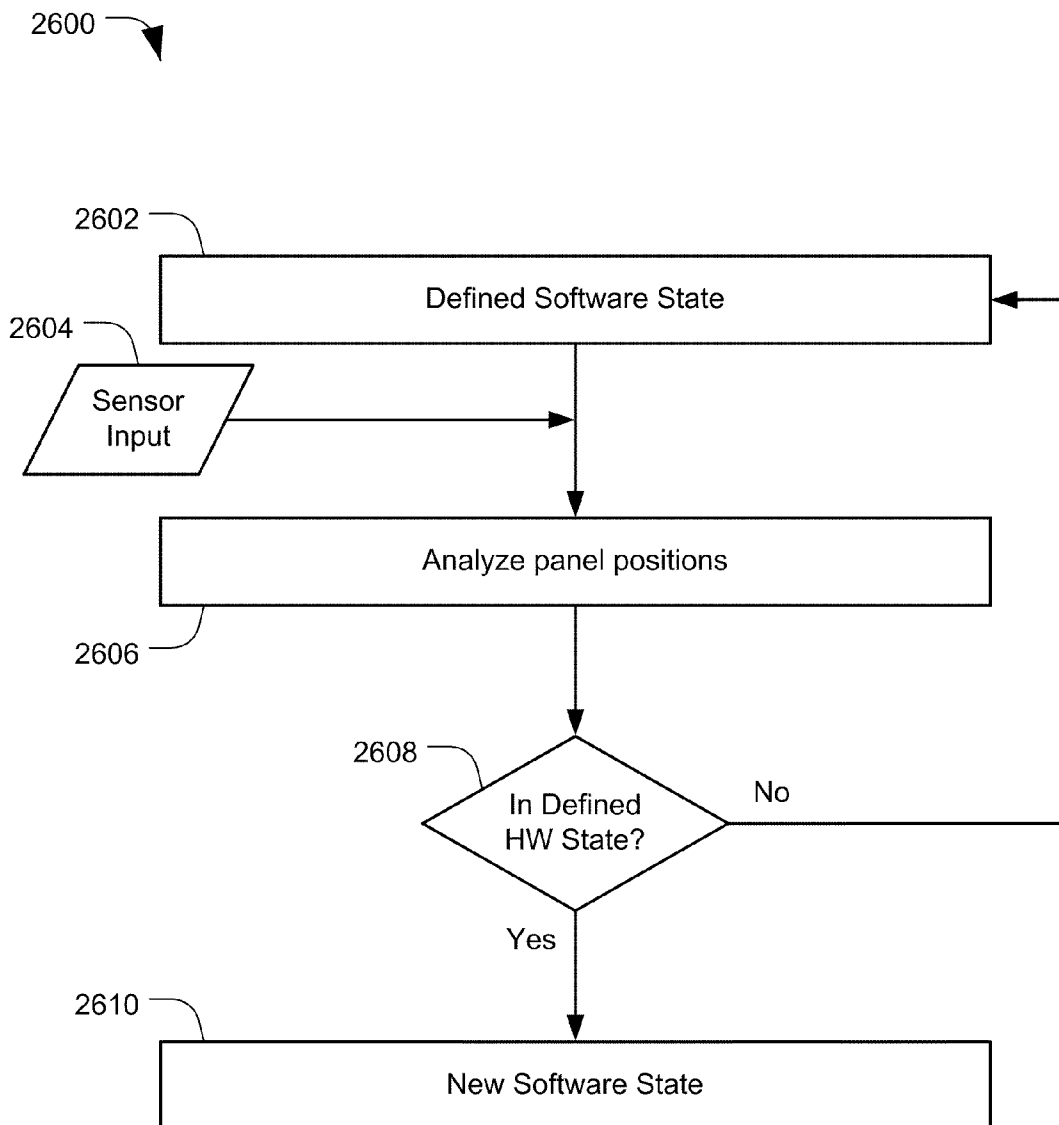 2600
2602
Defined Software State
2604
Sensor
Input
Analyze panel positions
2606
2608
In Defined
HW State?
No
Yes
2610
New Software State